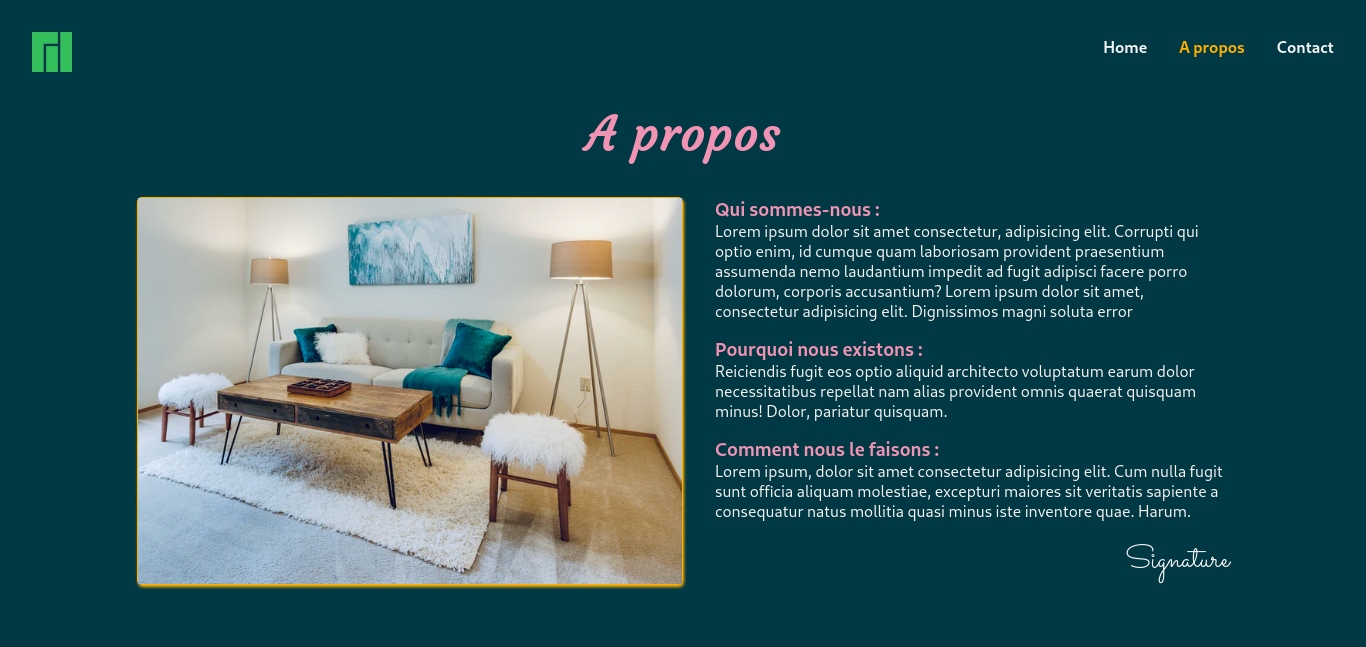 Home A propos Contact
A propos
Qui sommes-nous :
Lorem ipsum dolor sit amet consectetur, adipisicing elit. Corrupti qui
optio enim, id cumque quam laboriosam provident praesentium
assumenda nemo laudantium impedit ad fugit adipisci facere porro
dolorum, corporis accusantium? Lorem ipsum dolor sit amet,
consectetur adipisicing elit. Dignissimos magni soluta error
Pourquoi nous existons :
Reiciendis fugit eos optio aliquid architecto voluptatum earum dolor
necessitatibus repellat nam alias provident omnis quaerat quisquam
minus! Dolor, pariatur quisquam.
Comment nous le faisons :
Lorem ipsum, dolor sit amet consectetur adipisicing elit. Cum nulla fugit
sunt officia aliquam molestiae, excepturi maiores sit veritatis sapiente a
consequatur natus mollitia quasi minus iste inventore quae. Harum.
Signature